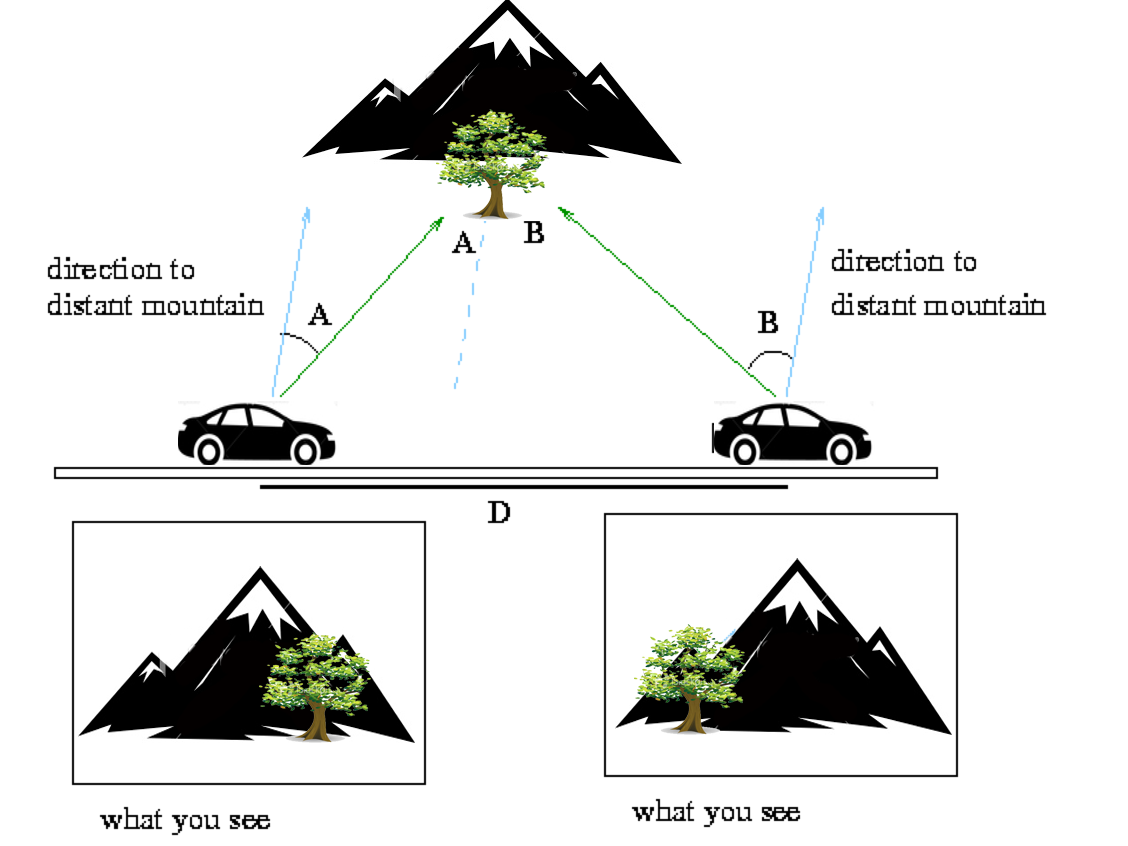 A
B
direction to
distant mountain
A
B
direction to
distant mountain
D
what you see
what you see